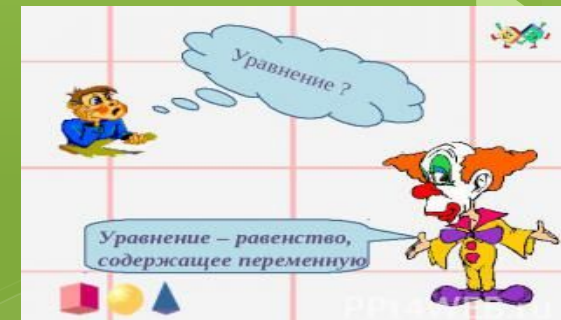 Уравнение ?
Уравнение – равенство,
содержащее переменную